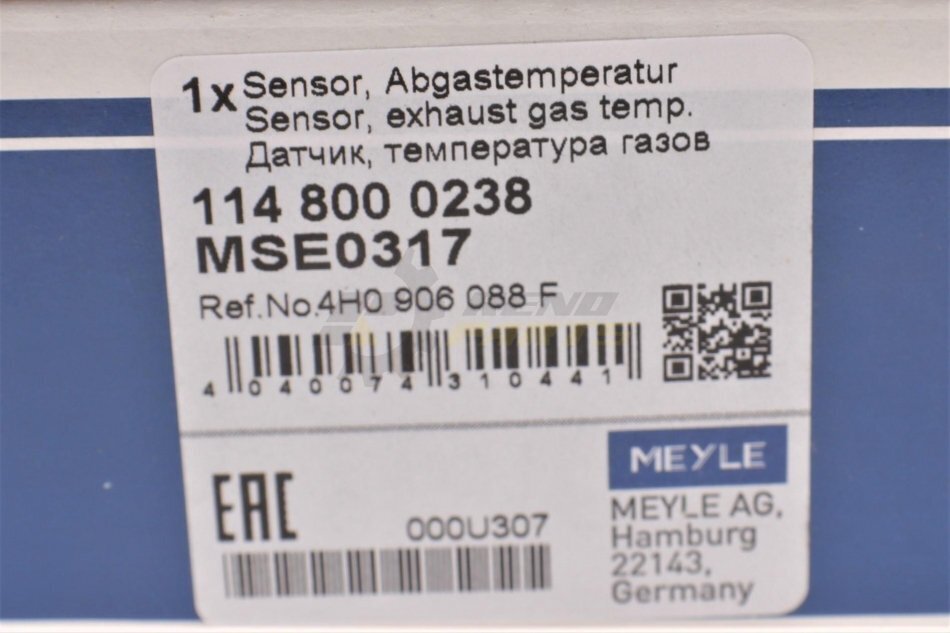 1x Sensor, Abgastemperatur
Sensor, exhaust gas temp.
Датчик, температура газов
114 800 0238
MSE0317
Ref.No.4H0 906 088 F
4 040074 310441
EAC
000U307
MEYLE
MEYLE AG,
Hamburg
22143,
Germany